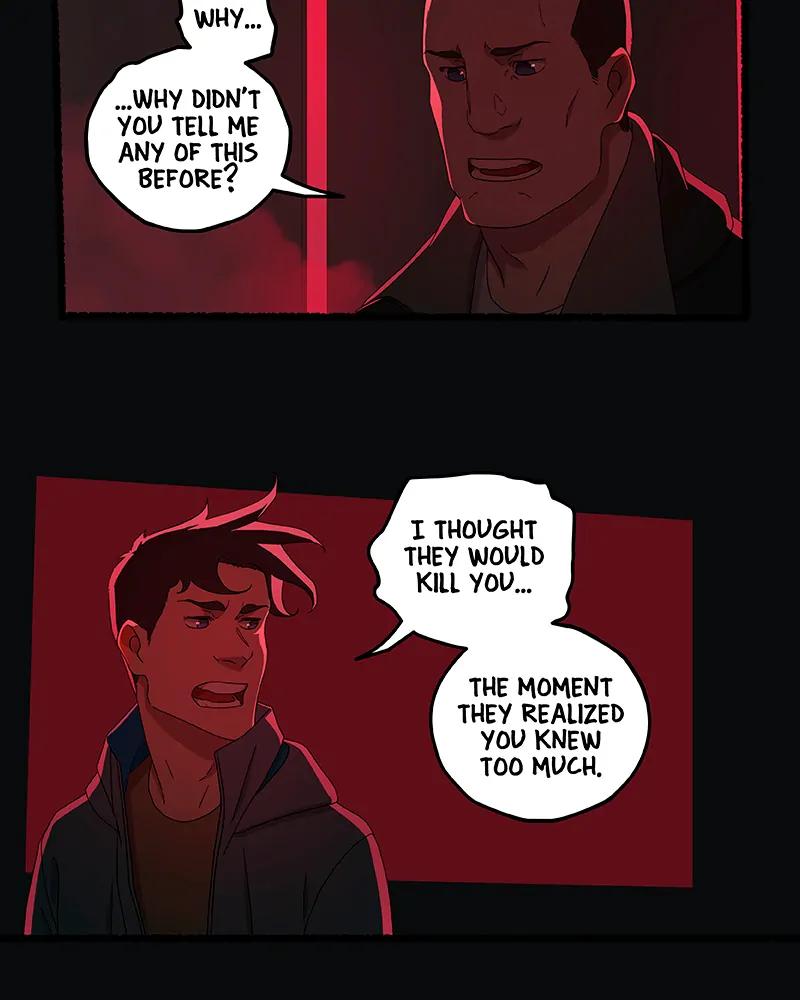 WHY...
...WHY DIDN'T
YOU TELL ME
ANY OF THIS
BEFORE?
I THOUGHT
THEY WOULD
KILL YOU...
THE MOMENT
THEY REALIZED
YOU KNEW
TOO MUCH.